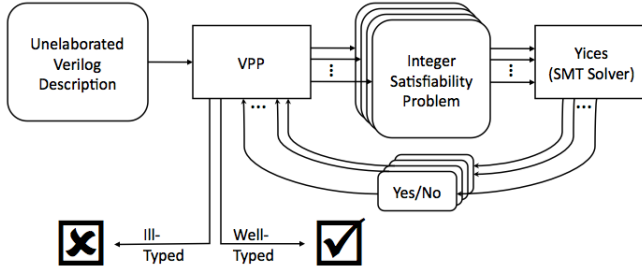 Unelaborated
Verilog
Description
VPP
Integer
Satisfiability
Problem
Yices
(SMT Solver)
...
...
...
...
Yes/No
Ill-
Typed
Well-
Typed